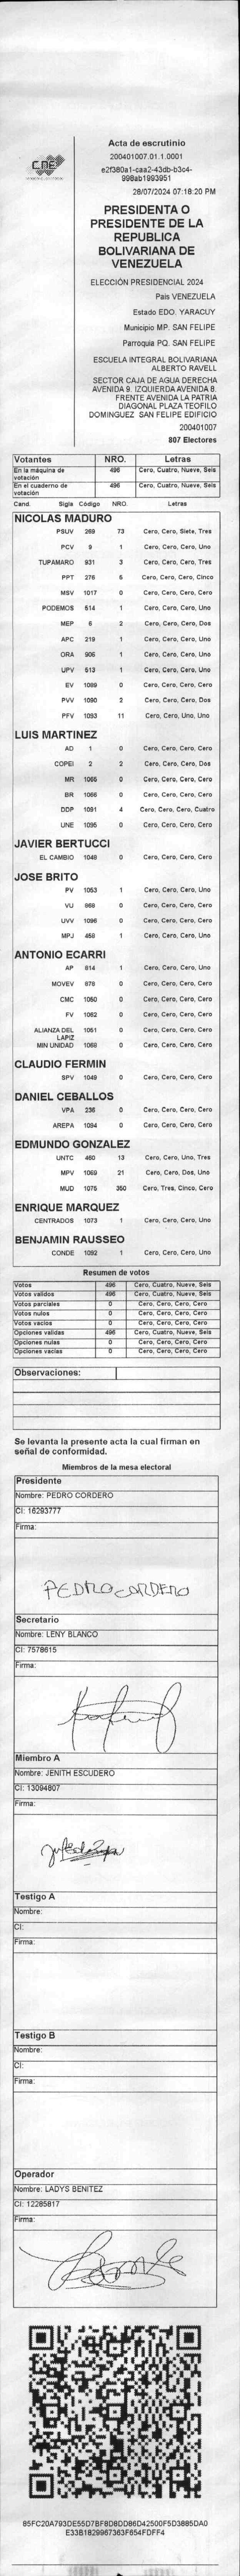 CNE
Acta de escrutinio
200401007.01.1.0001
e2f380a1-caa2-43db-b3c4-
998ab1993951
28/07/2024 07:18:20 PM
PRESIDENTA O
PRESIDENTE DE LA
REPUBLICA
BOLIVARIANA DE
VENEZUELA
ELECCIÓN PRESIDENCIAL 2024
País VENEZUELA
Estado EDO. YARACUY
Municipio MP. SAN FELIPE
Parroquia PQ. SAN FELIPE
ESCUELA INTEGRAL BOLIVARIANA
ALBERTO RAVELL
SECTOR CAJA DE AGUA DERECHA
AVENIDA 9. IZQUIERDA AVENIDA 8.
FRENTE AVENIDA LA PATRIA
DIAGONAL PLAZA TEOFILO
DOMINGUEZ SAN FELIPE EDIFICIO
200401007
807 Electores
Votantes NRO. Letras
En la máquina de votación 496 Cero, Cuatro, Nueve, Seis
En el cuaderno de votación 496 Cero, Cuatro, Nueve, Seis
Cand. Sigla Código NRO. Letras
NICOLAS MADURO
PSUV 269 73 Cero, Cero, Siete, Tres
PCV 9 1 Cero, Cero, Cero, Uno
TUPAMARO 931 3 Cero, Cero, Cero, Tres
PPT 276 5 Cero, Cero, Cero, Cinco
MSV 1017 0 Cero, Cero, Cero, Cero
PODEMOS 514 1 Cero, Cero, Cero, Uno
MEP 6 2 Cero, Cero, Cero, Dos
APC 219 1 Cero, Cero, Cero, Uno
ORA 906 1 Cero, Cero, Cero, Uno
UPV 513 1 Cero, Cero, Cero, Uno
EV 1089 0 Cero, Cero, Cero, Cero
PVV 1090 2 Cero, Cero, Cero, Dos
PFV 1093 11 Cero, Cero, Uno, Uno
LUIS MARTINEZ
AD 1 0 Cero, Cero, Cero, Cero
COPEI 2 2 Cero, Cero, Cero, Dos
MR 1065 0 Cero, Cero, Cero, Cero
BR 1066 0 Cero, Cero, Cero, Cero
DDP 1091 4 Cero, Cero, Cero, Cuatro
UNE 1095 0 Cero, Cero, Cero, Cero
JAVIER BERTUCCI
EL CAMBIO 1048 0 Cero, Cero, Cero, Cero
JOSE BRITO
PV 1053 1 Cero, Cero, Cero, Uno
VU 969 0 Cero, Cero, Cero, Cero
UVV 1096 0 Cero, Cero, Cero, Cero
MPJ 458 1 Cero, Cero, Cero, Uno
ANTONIO ECARRI
AP 814 1 Cero, Cero, Cero, Uno
MOVEV 878 0 Cero, Cero, Cero, Cero
CMC 1050 0 Cero, Cero, Cero, Cero
FV 1062 0 Cero, Cero, Cero, Cero
ALIANZA DEL LAPIZ 1051 0 Cero, Cero, Cero, Cero
MIN UNIDAD 1068 0 Cero, Cero, Cero, Cero
CLAUDIO FERMIN
SPV 1049 0 Cero, Cero, Cero, Cero
DANIEL CEBALLOS
VPA 236 0 Cero, Cero, Cero, Cero
AREPA 1094 0 Cero, Cero, Cero, Cero
EDMUNDO GONZALEZ
UNTC 460 13 Cero, Cero, Uno, Tres
MPV 1069 21 Cero, Cero, Dos, Uno
MUD 1075 350 Cero, Tres, Cinco, Cero
ENRIQUE MARQUEZ
CENTRADOS 1073 1 Cero, Cero, Cero, Uno
BENJAMIN RAUSSEO
CONDE 1092 1 Cero, Cero, Cero, Uno
Resumen de votos
Votos 496 Cero, Cuatro, Nueve, Seis
Votos validos 496 Cero, Cuatro, Nueve, Seis
Votos parciales 0 Cero, Cero, Cero, Cero
Votos nulos 0 Cero, Cero, Cero, Cero
Votos vacios 0 Cero, Cero, Cero, Cero
Opciones validas 496 Cero, Cuatro, Nueve, Seis
Opciones nulas 0 Cero, Cero, Cero, Cero
Opciones vacias 0 Cero, Cero, Cero, Cero
Observaciones:
Se levanta la presente acta la cual firman en
señal de conformidad.
Miembros de la mesa electoral
Presidente
Nombre: PEDRO CORDERO
CI: 16293777
Firma:
PEDRO CORDERO
Secretario
Nombre: LENY BLANCO
CI: 7578615
Firma:
Miembro A
Nombre: JENITH ESCUDERO
CI: 13094807
Firma:
Testigo A
Nombre:
CI:
Firma:
Testigo B
Nombre:
CI:
Firma:
Operador
Nombre: LADYS BENITEZ
CI: 12285817
Firma:
85FC20A793DE55D7BF8D8DD86D42500F5D3885DA0
E33B1829967363F654FDFF4